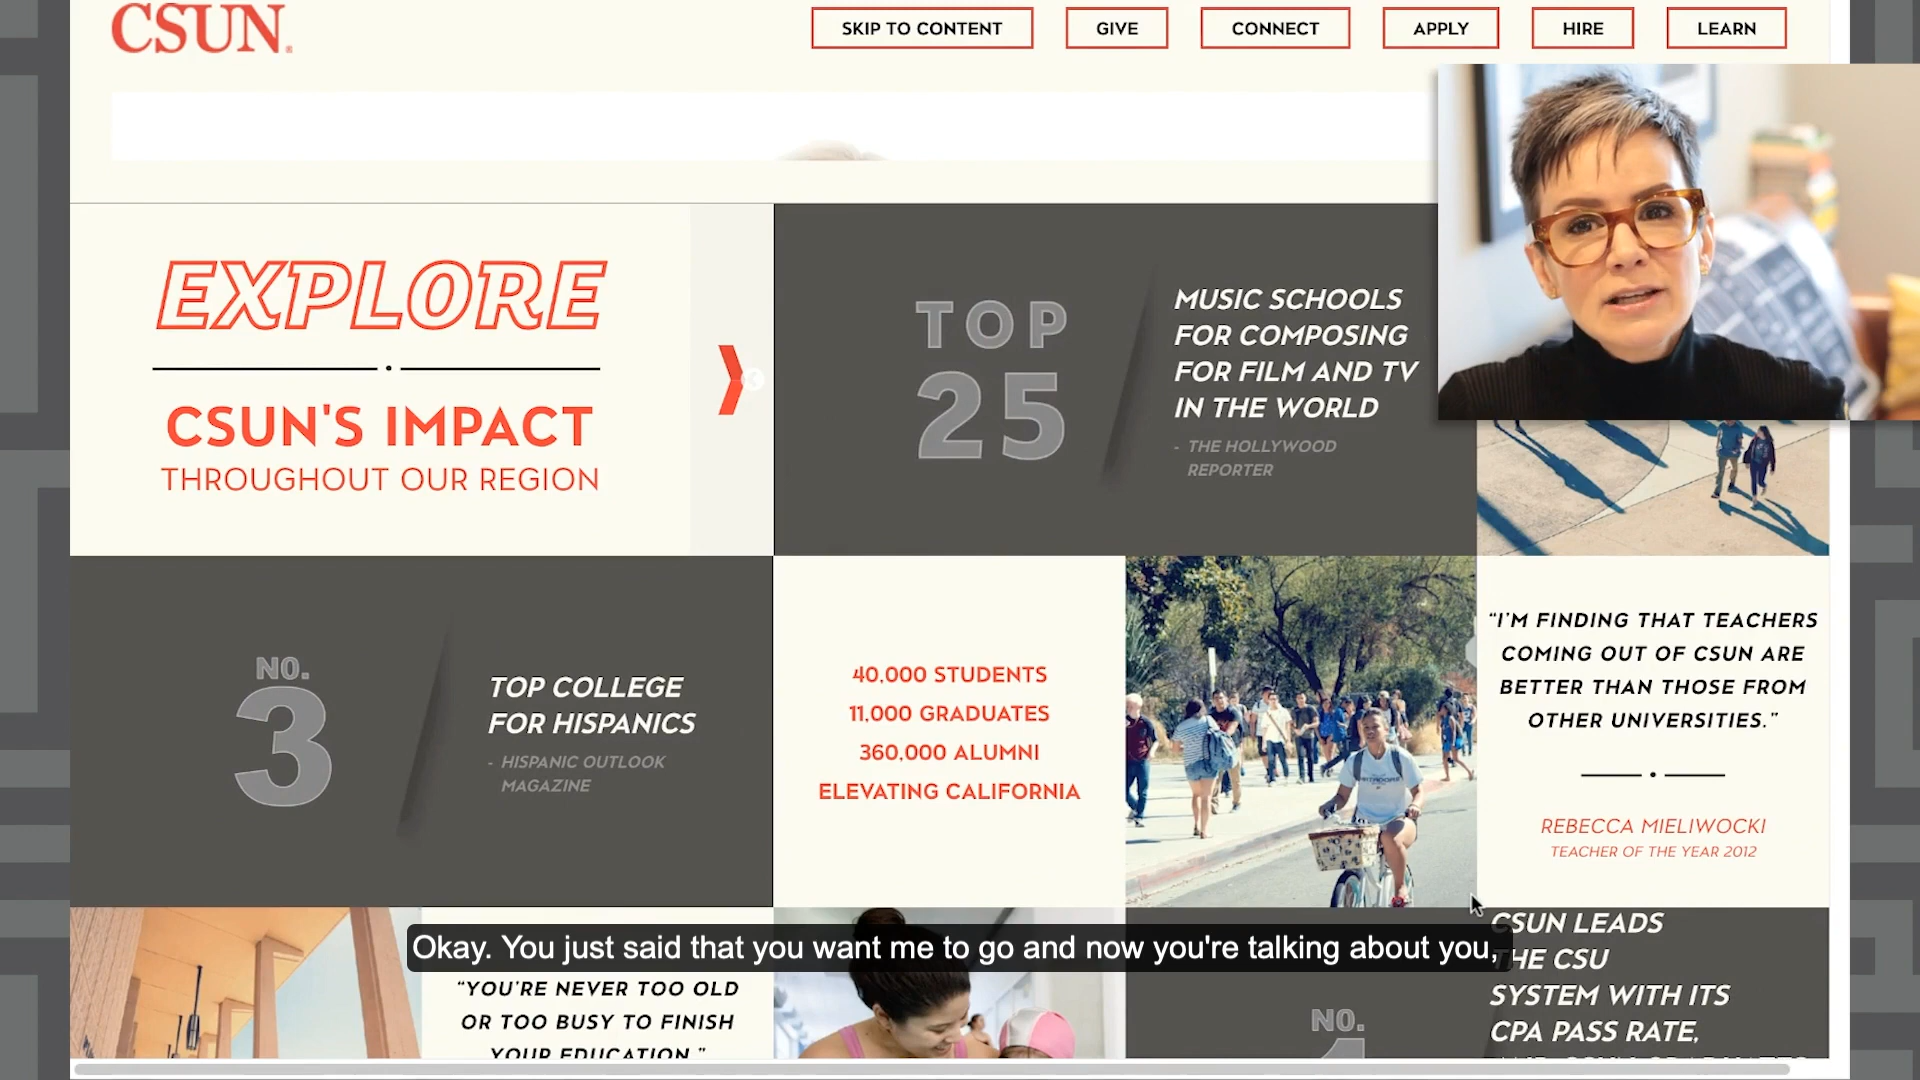 CSUN
SKIP TO CONTENT
GIVE
CONNECT
APPLY
HIRE
LEARN
EXPLORE
CSUN'S IMPACT
THROUGHOUT OUR REGION
TOP
25
MUSIC SCHOOLS
FOR COMPOSING
FOR FILM AND TV
IN THE WORLD
- THE HOLLYWOOD
REPORTER
NO.
3
TOP COLLEGE
FOR HISPANICS
- HISPANIC OUTLOOK
MAGAZINE
40,000 STUDENTS
11,000 GRADUATES
360,000 ALUMNI
ELEVATING CALIFORNIA
"I'M FINDING THAT TEACHERS
COMING OUT OF CSUN ARE
BETTER THAN THOSE FROM
OTHER UNIVERSITIES."
REBECCA MIELIWOCKI
TEACHER OF THE YEAR 2012
"YOU'RE NEVER TOO OLD
OR TOO BUSY TO FINISH
YOUR EDUCATION."
NO.
CSUN LEADS
THE CSU
SYSTEM WITH ITS
CPA PASS RATE,
Okay. You just said that you want me to go and now you're talking about you,